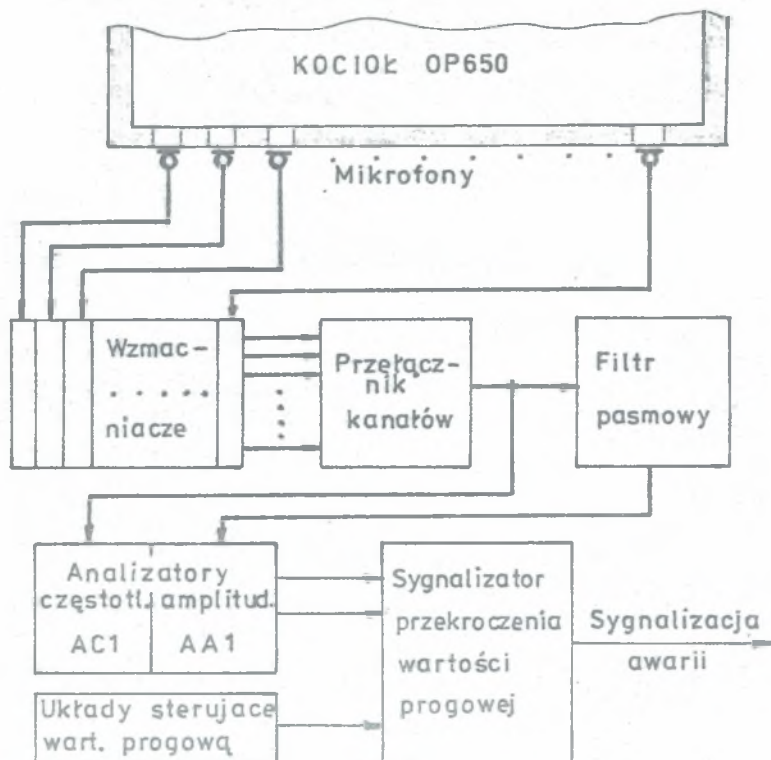 KOCIOŁ OP650
Mikrofony
Wzmac-
niacze
Przełącz-
nik
kanałów
Filtr
pasmowy
Analizatory
częstotl. amplitud.
AC1 AA1
Sygnalizator
przekroczenia
wartości
progowej
Sygnalizacja
awarii
Układy sterujace
wart. progową